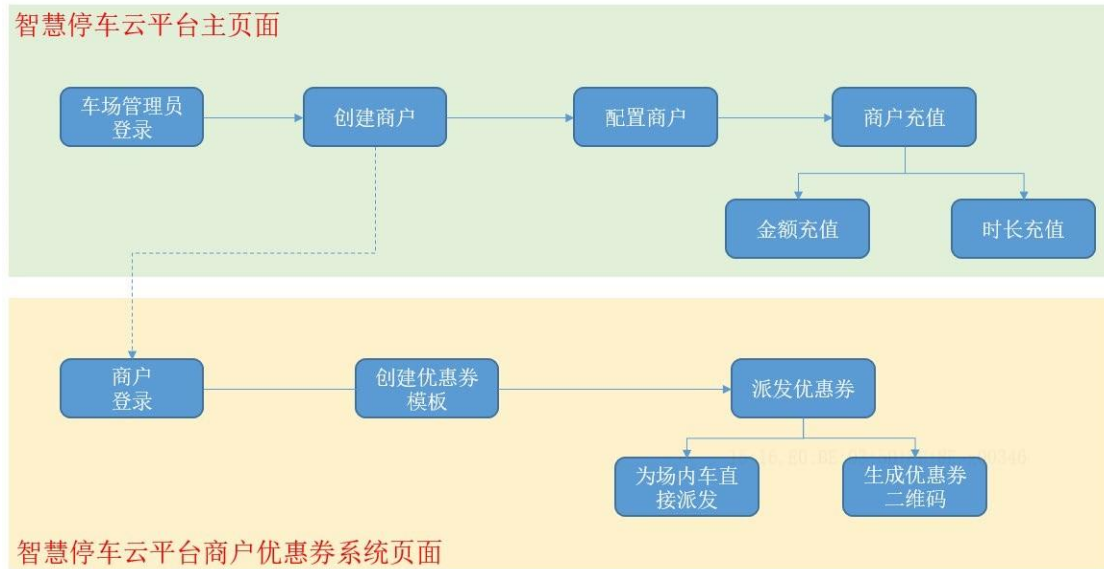 智慧停车云平台主页面
车场管理员
登录
创建商户
配置商户
商户充值
金额充值
时长充值
商户
登录
创建优惠券
模板
派发优惠券
为场内车直
接派发
生成优惠券
二维码
智慧停车云平台商户优惠券系统页面